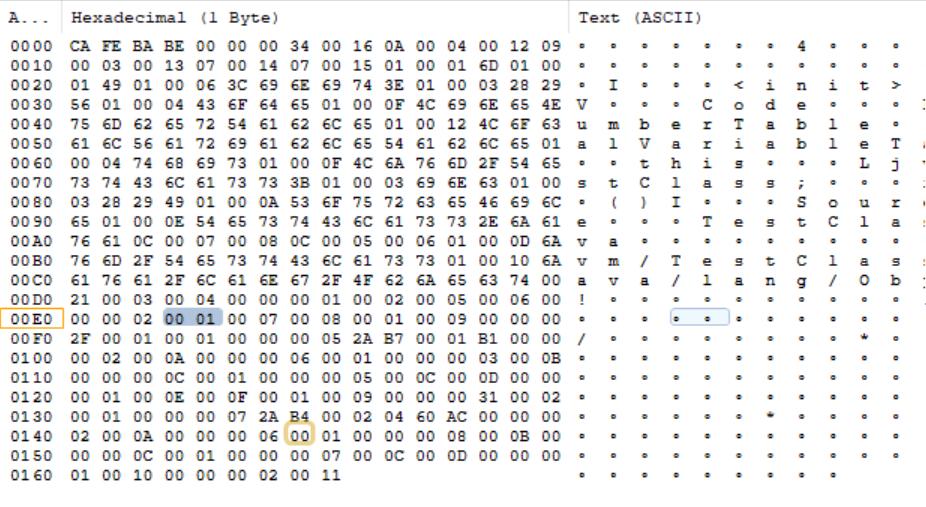 A... Hexadecimal (1 Byte) Text (ASCII)
0000 CA FE BA BE 00 00 00 34 00 16 0A 00 04 00 12 09 ∘ ∘ ∘ ∘ ∘ ∘ ∘ 4 ∘ ∘ ∘
0010 00 03 00 13 07 00 14 07 00 15 01 00 01 6D 01 00 ∘ ∘ ∘ ∘ ∘ ∘ ∘ ∘ ∘ ∘ ∘
0020 01 49 01 00 06 3C 69 6E 69 74 3E 01 00 03 28 29 ∘ I ∘ ∘ ∘ < i n i t >
0030 56 01 00 04 43 6F 64 65 01 00 0F 4C 69 6E 65 4E V ∘ ∘ ∘ C o d e ∘ ∘ ∘
0040 75 6D 62 65 72 54 61 62 6C 65 01 00 12 4C 6F 63 u m b e r T a b l e ∘
0050 61 6C 56 61 72 69 61 62 6C 65 54 61 62 6C 65 01 a l V a r i a b l e T
0060 00 04 74 68 69 73 01 00 0F 4C 6A 76 6D 2F 54 65 ∘ ∘ t h i s ∘ ∘ ∘ L j
0070 73 74 43 6C 61 73 73 3B 01 00 03 69 6E 63 01 00 s t C l a s s ; ∘ ∘ ∘
0080 03 28 29 49 01 00 0A 53 6F 75 72 63 65 46 69 6C ∘ ( ) I ∘ ∘ ∘ S o u r
0090 65 01 00 0E 54 65 73 74 43 6C 61 73 73 2E 6A 61 e ∘ ∘ ∘ T e s t C l a s
00A0 76 61 0C 00 07 00 08 0C 00 05 00 06 01 00 0D 6A v a ∘ ∘ ∘ ∘ ∘ ∘ ∘ ∘ ∘
00B0 76 6D 2F 54 65 73 74 43 6C 61 73 73 01 00 10 6A v m / T e s t C l a s
00C0 61 76 61 2F 6C 61 6E 67 2F 4F 62 6A 65 63 74 00 a v a / l a n g / O b
00D0 21 00 03 00 04 00 00 00 01 00 02 00 05 00 06 00 ! ∘ ∘ ∘ ∘ ∘ ∘ ∘ ∘ ∘ ∘
00E0 00 00 02 00 01 00 07 00 08 00 01 00 09 00 00 00 ∘ ∘ ∘ ∘ ∘ ∘ ∘ ∘ ∘ ∘ ∘
00F0 2F 00 01 00 01 00 00 00 05 2A B7 00 01 B1 00 00 / ∘ ∘ ∘ ∘ ∘ ∘ ∘ ∘ * ∘
0100 00 02 00 0A 00 00 00 06 00 01 00 00 00 03 00 0B ∘ ∘ ∘ ∘ ∘ ∘ ∘ ∘ ∘ ∘ ∘
0110 00 00 00 0C 00 01 00 00 00 05 00 0C 00 0D 00 00 ∘ ∘ ∘ ∘ ∘ ∘ ∘ ∘ ∘ ∘ ∘
0120 00 01 00 0E 00 0F 00 01 00 09 00 00 00 31 00 02 ∘ ∘ ∘ ∘ ∘ ∘ ∘ ∘ ∘ ∘ ∘
0130 00 01 00 00 00 07 2A B4 00 02 04 60 AC 00 00 00 ∘ ∘ ∘ ∘ ∘ ∘ * ∘ ∘ ∘ ∘
0140 02 00 0A 00 00 00 06 00 01 00 00 00 08 00 0B 00 ∘ ∘ ∘ ∘ ∘ ∘ ∘ ∘ ∘ ∘ ∘
0150 00 00 0C 00 01 00 00 00 07 00 0C 00 0D 00 00 00 ∘ ∘ ∘ ∘ ∘ ∘ ∘ ∘ ∘ ∘ ∘
0160 01 00 10 00 00 00 02 00 11 ∘ ∘ ∘ ∘ ∘ ∘ ∘ ∘ ∘